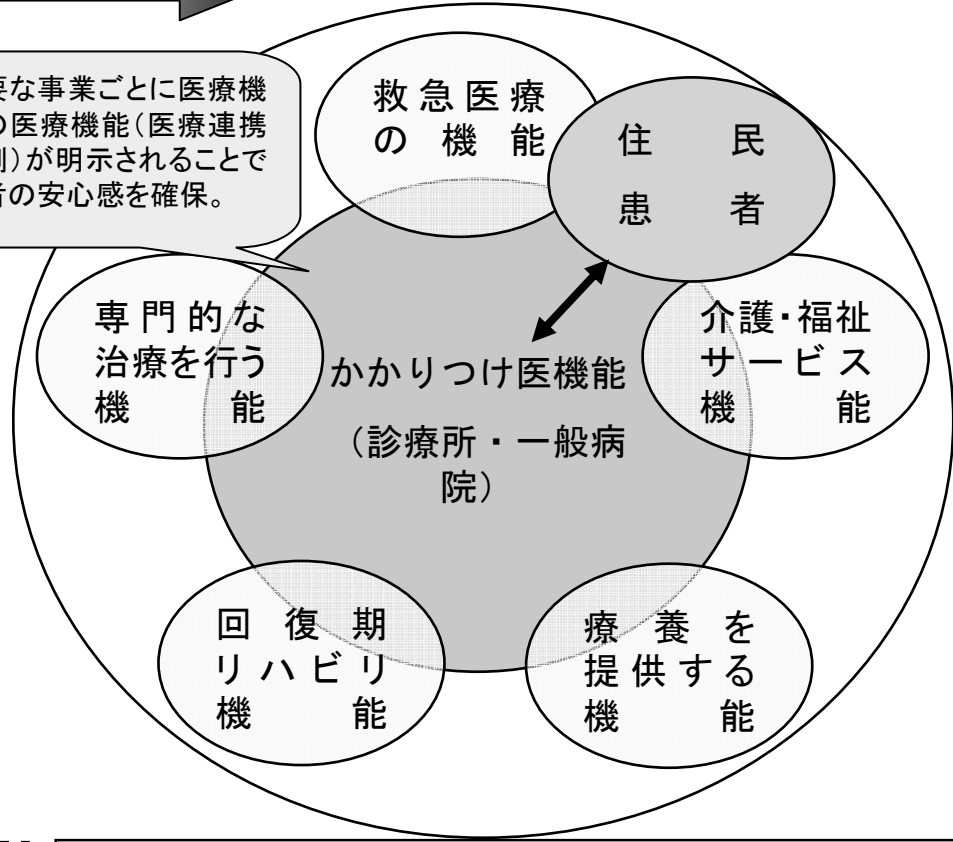 要な事業ごとに医療機
の医療機能（医療連携
）が明示されることで
者の安心感を確保。
救急医療
の機能
住民
患者
専門的な
治療を行う
機能
かかりつけ医機能
（診療所・一般病
院）
介護・福祉
サービス
機能
回復期
リハビリ
機能
療養を
提供する
機能